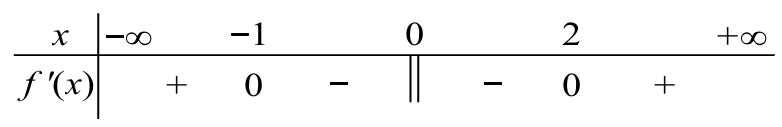 x −∞ −1 0 2 +∞
f'(x) + 0 − || − 0 +